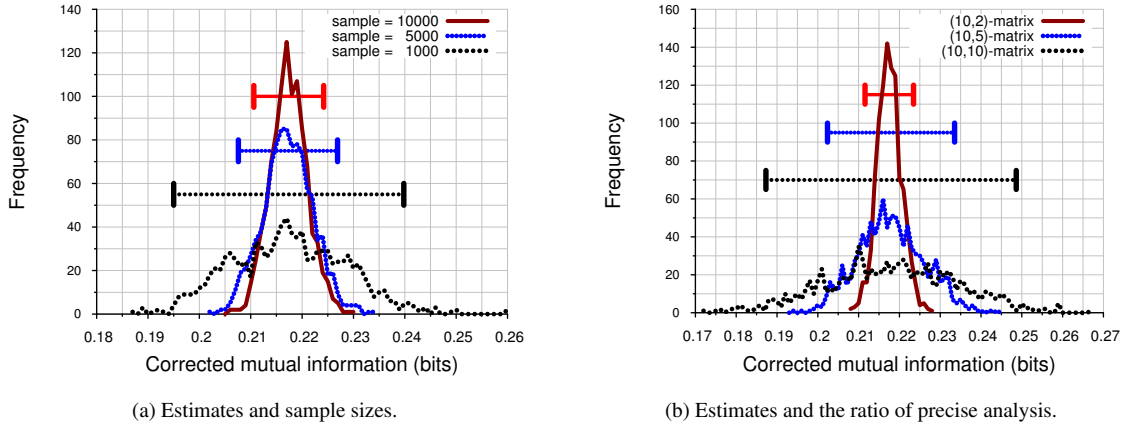 140
120
100
80
60
40
20
0
Frequency
sample = 10000
sample = 5000
sample = 1000
0.18 0.19 0.20 0.21 0.22 0.23 0.24 0.25 0.26
Corrected mutual information (bits)
(a) Estimates and sample sizes.
160
140
120
100
80
60
40
20
0
Frequency
(10,2)-matrix
(10,5)-matrix
(10,10)-matrix
0.17 0.18 0.19 0.2 0.21 0.22 0.23 0.24 0.25 0.26 0.27
Corrected mutual information (bits)
(b) Estimates and the ratio of precise analysis.